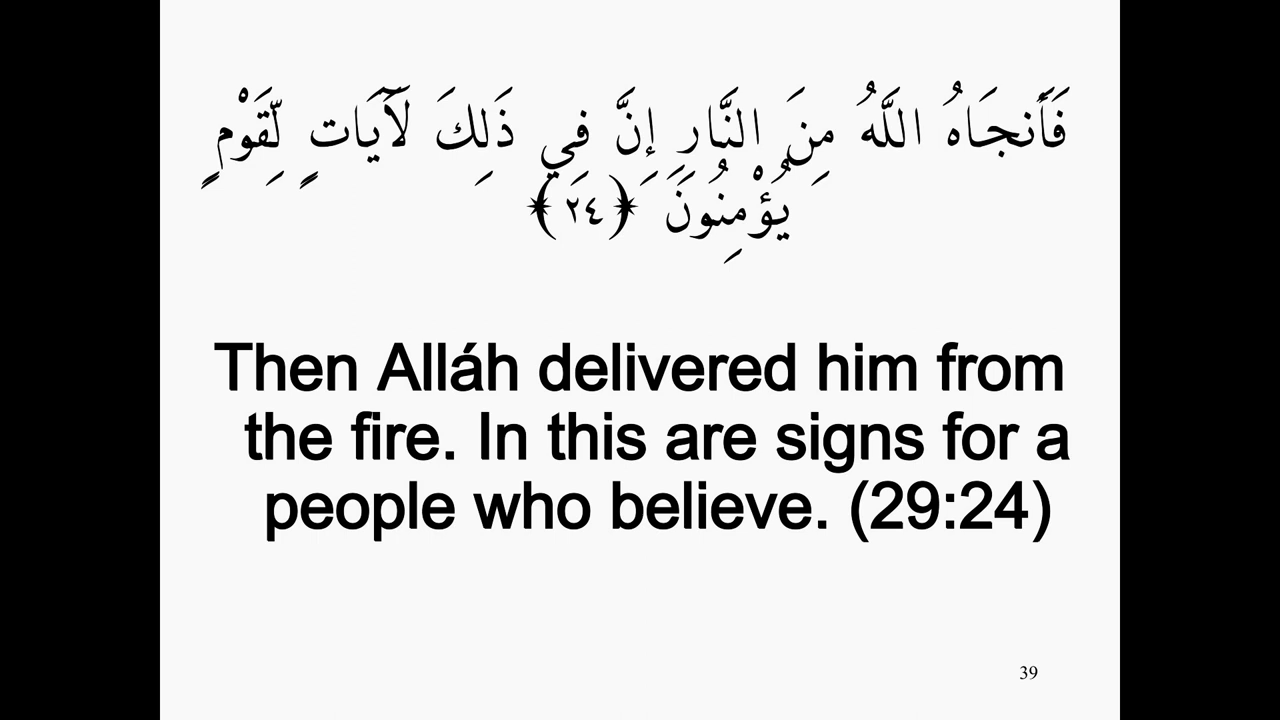 فَأَنجَاهُ اللَّهُ مِنَ النَّارِ إِنَّ فِي ذَلِكَ لَآيَاتٍ لِّقَوْمٍ
يُؤْمِنُونَ ﴿٢٤﴾
Then Alláh delivered him from
the fire. In this are signs for a
people who believe. (29:24)
39